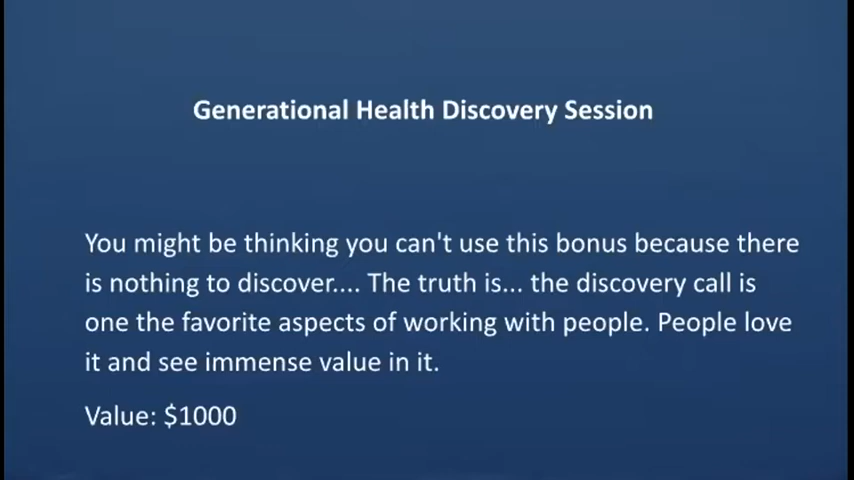 Generational Health Discovery Session
You might be thinking you can't use this bonus because there
is nothing to discover.... The truth is... the discovery call is
one the favorite aspects of working with people. People love
it and see immense value in it.
Value: $1000